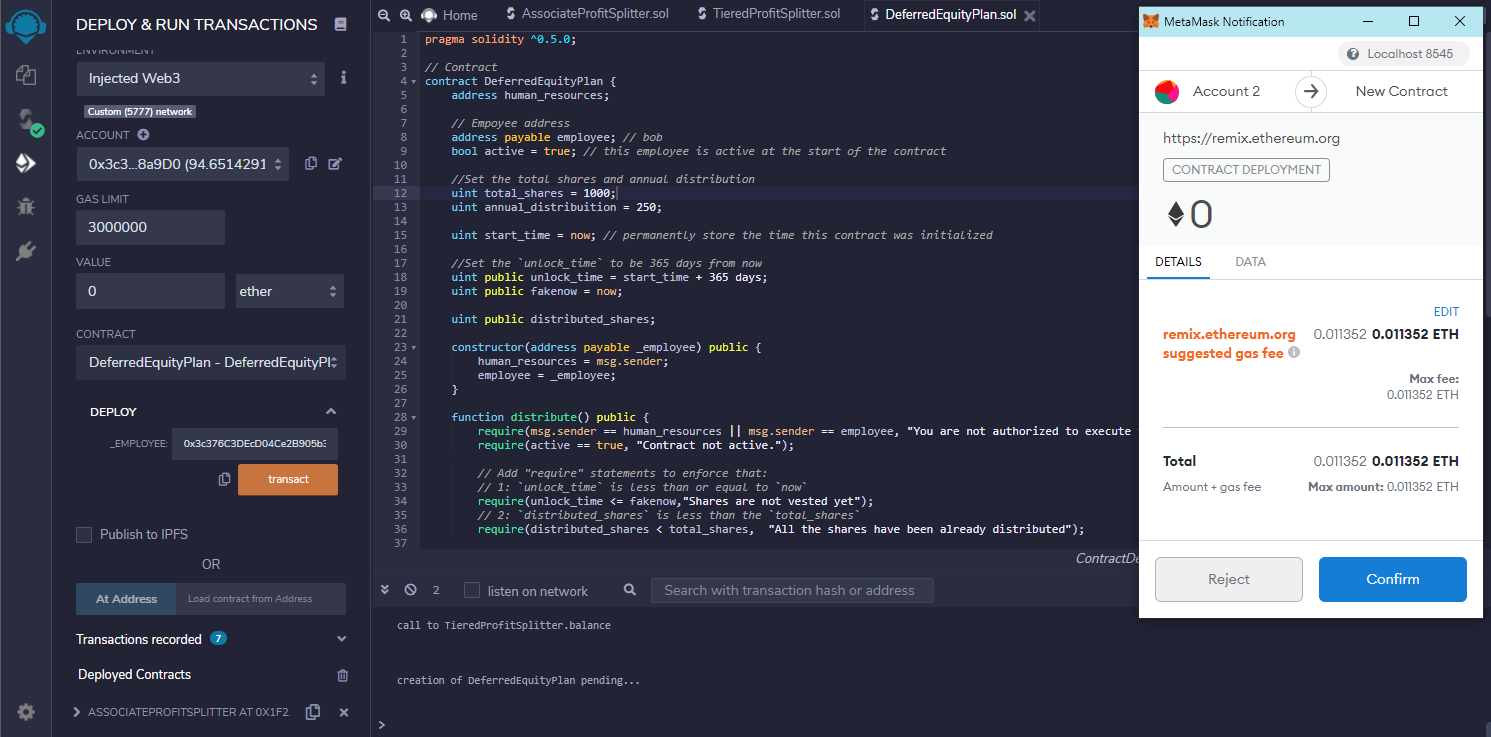 DEPLOY & RUN TRANSACTIONS
ENVIRONMENT
Injected Web3
Custom (5777) network
ACCOUNT
0x3c3...8a9D0 (94.6514291
GAS LIMIT
3000000
VALUE
0
ether
CONTRACT
DeferredEquityPlan - DeferredEquityPl
DEPLOY
_EMPLOYEE:
0x3c376C3DEcD04Ce2B905b3
transact
Publish to IPFS
OR
At Address
Load contract from Address
Transactions recorded 7
Deployed Contracts
ASSOCIATEPROFITSPLITTER AT 0X1F2.
Home
AssociateProfitSplitter.sol
TieredProfitSplitter.sol
DeferredEquityPlan.sol
1 pragma solidity ^0.5.0;
2
3 // Contract
4 contract DeferredEquityPlan {
5 address human_resources;
6
7 // Empoyee address
8 address payable employee; // bob
9 bool active = true; // this employee is active at the start of the contract
10
11 //Set the total shares and annual distribution
12 uint total_shares = 1000;
13 uint annual_distribuition = 250;
14
15 uint start_time = now; // permanently store the time this contract was initialized
16
17 //Set the `unlock_time` to be 365 days from now
18 uint public unlock_time = start_time + 365 days;
19 uint public fakenow = now;
20
21 uint public distributed_shares;
22
23 constructor(address payable _employee) public {
24 human_resources = msg.sender;
25 employee = _employee;
26 }
27
28 function distribute() public {
29 require(msg.sender == human_resources || msg.sender == employee, "You are not authorized to execute
30 require(active == true, "Contract not active.");
31
32 // Add "require" statements to enforce that:
33 // 1: `unlock_time` is less than or equal to `now`
34 require(unlock_time <= fakenow,"Shares are not vested yet");
35 // 2: `distributed_shares` is less than the `total_shares`
36 require(distributed_shares < total_shares, "All the shares have been already distributed");
37
ContractDe
2
listen on network
Search with transaction hash or address
call to TieredProfitSplitter.balance
creation of DeferredEquityPlan pending...
>
MetaMask Notification
Localhost 8545
Account 2
New Contract
https://remix.ethereum.org
CONTRACT DEPLOYMENT
0
DETAILS
DATA
EDIT
remix.ethereum.org 0.011352 0.011352 ETH
suggested gas fee
Max fee:
0.011352 ETH
Total 0.011352 0.011352 ETH
Amount + gas fee Max amount: 0.011352 ETH
Reject
Confirm